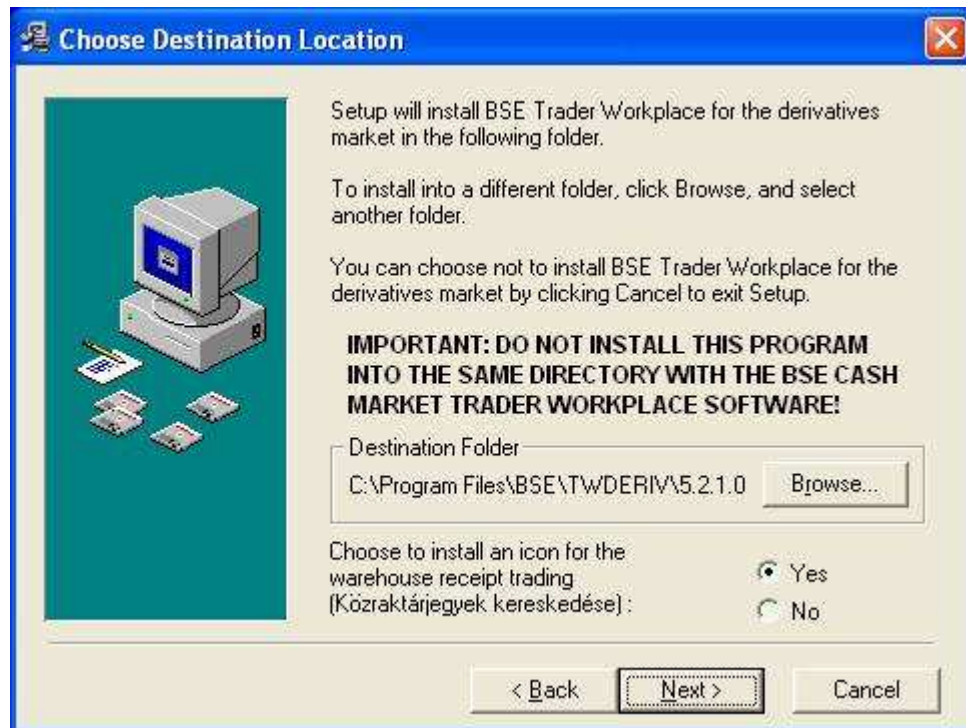 Choose Destination Location
Setup will install BSE Trader Workplace for the derivatives
market in the following folder.
To install into a different folder, click Browse, and select
another folder.
You can choose not to install BSE Trader Workplace for the
derivatives market by clicking Cancel to exit Setup.
IMPORTANT: DO NOT INSTALL THIS PROGRAM
INTO THE SAME DIRECTORY WITH THE BSE CASH
MARKET TRADER WORKPLACE SOFTWARE!
Destination Folder
C:\Program Files\BSE\TWDERIV\5.2.1.0 Browse...
Choose to install an icon for the
warehouse receipt trading
(Közraktárjegyek kereskedése) :
Yes
No
< Back Next > Cancel